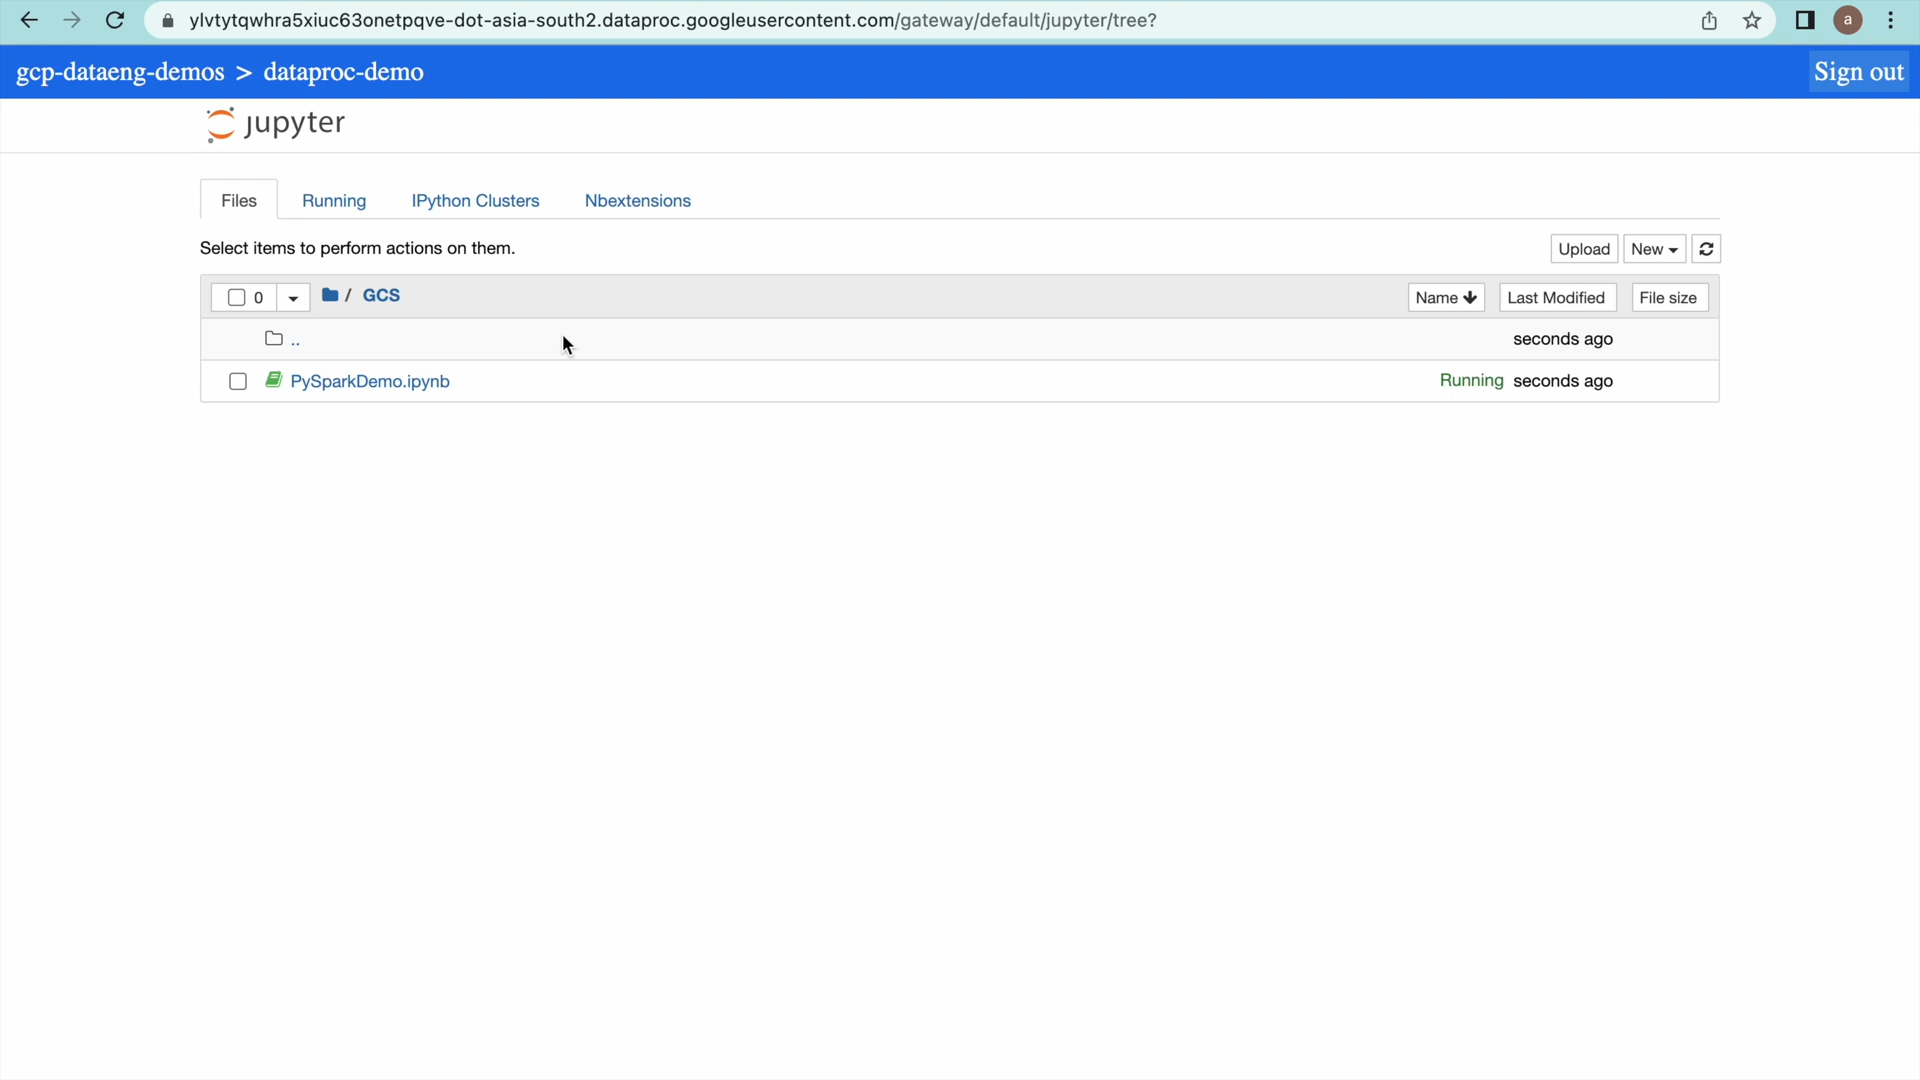 ylvtytqwhra5xiuc63onetpqve-dot-asia-south2.dataproc.googleusercontent.com/gateway/default/jupyter/tree?
a
gcp-dataeng-demos > dataproc-demo
Sign out
jupyter
Files Running IPython Clusters Nbextensions
Select items to perform actions on them.
Upload New
0 / GCS Name Last Modified File size
.. seconds ago
PySparkDemo.ipynb Running seconds ago